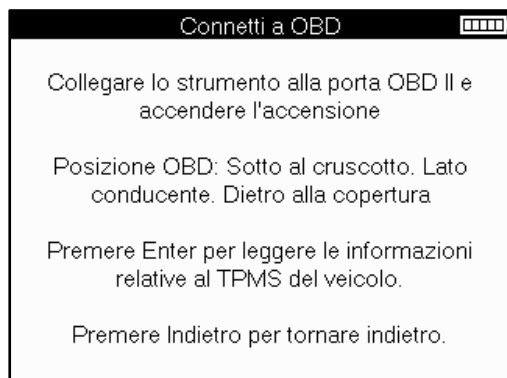 Connetti a OBD
Collegare lo strumento alla porta OBD II e
accendere l'accensione
Posizione OBD: Sotto al cruscotto. Lato
conducente. Dietro alla copertura
Premere Enter per leggere le informazioni
relative al TPMS del veicolo.
Premere Indietro per tornare indietro.